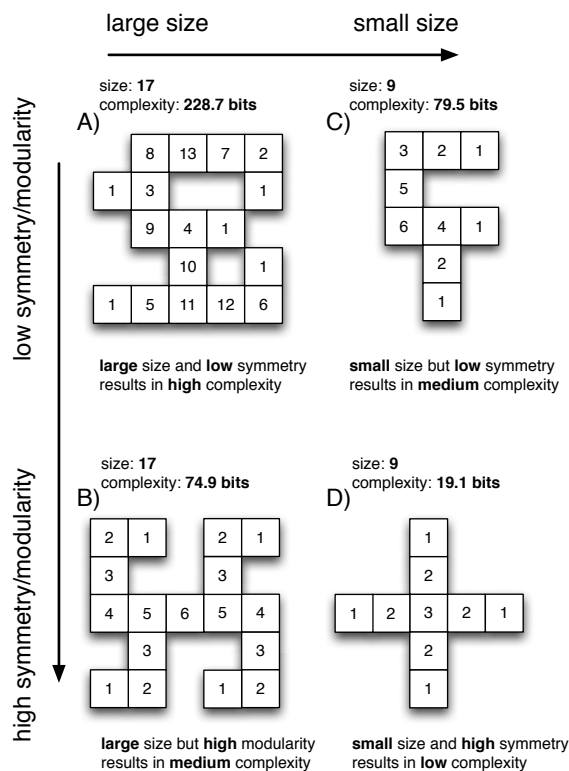 large size
small size
low symmetry/modularity
high symmetry/modularity
size: 17
complexity: 228.7 bits
A)
8 13 7 2
1 3 1
9 4 1
10 1
1 5 11 12 6
large size and low symmetry
results in high complexity
size: 9
complexity: 79.5 bits
C)
3 2 1
5
6 4 1
2
1
small size but low symmetry
results in medium complexity
size: 17
complexity: 74.9 bits
B)
2 1 2 1
3 3
4 5 6 5 4
3 3
1 2 1 2
large size but high modularity
results in medium complexity
size: 9
complexity: 19.1 bits
D)
1
2
1 2 3 2 1
2
1
small size and high symmetry
results in low complexity